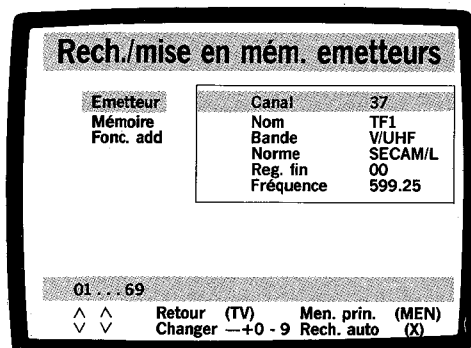 Rech./mise en mém. emetteurs
Emetteur Canal 37
Mémoire Nom TF1
Fonc. add Bande V/UHF
Norme SECAM/L
Reg. fin 00
Fréquence 599.25
01...69
^ ^ Retour (TV) Men. prin. (MEN)
v v Changer —+0 - 9 Rech. auto (X)